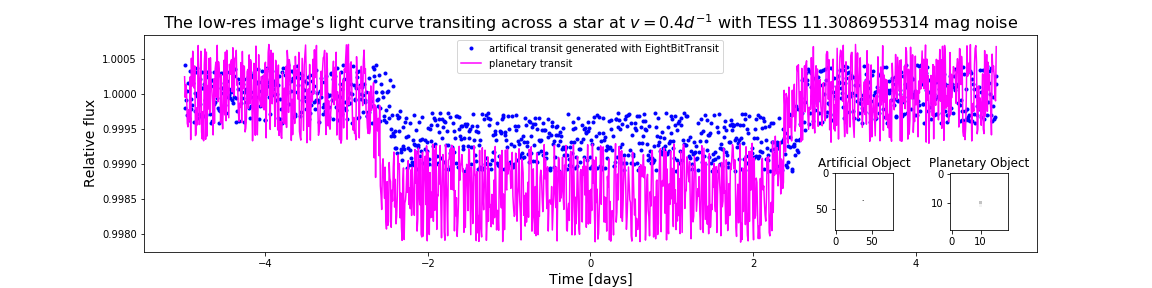 The low-res image's light curve transiting across a star at v = 0.4d⁻¹ with TESS 11.3086955314 mag noise
artifical transit generated with EightBitTransit
planetary transit
Relative flux
1.0005
1.0000
0.9995
0.9990
0.9985
0.9980
Artificial Object
0
50
0 50
Planetary Object
0
10
0 10
−4 −2 0 2 4
Time [days]